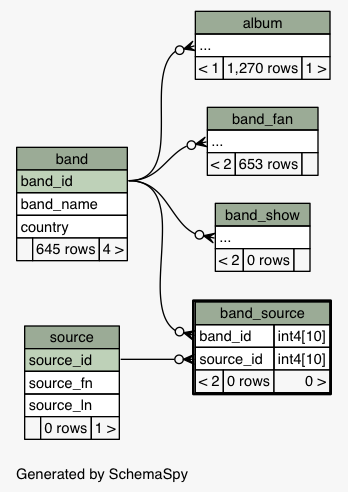 album
...
< 1 1,270 rows 1 >
band_fan
...
< 2 653 rows
band
band_id
band_name
country
645 rows 4 >
band_show
...
< 2 0 rows
band_source
band_id int4[10]
source_id int4[10]
< 2 0 rows 0 >
source
source_id
source_fn
source_ln
0 rows 1 >
Generated by SchemaSpy